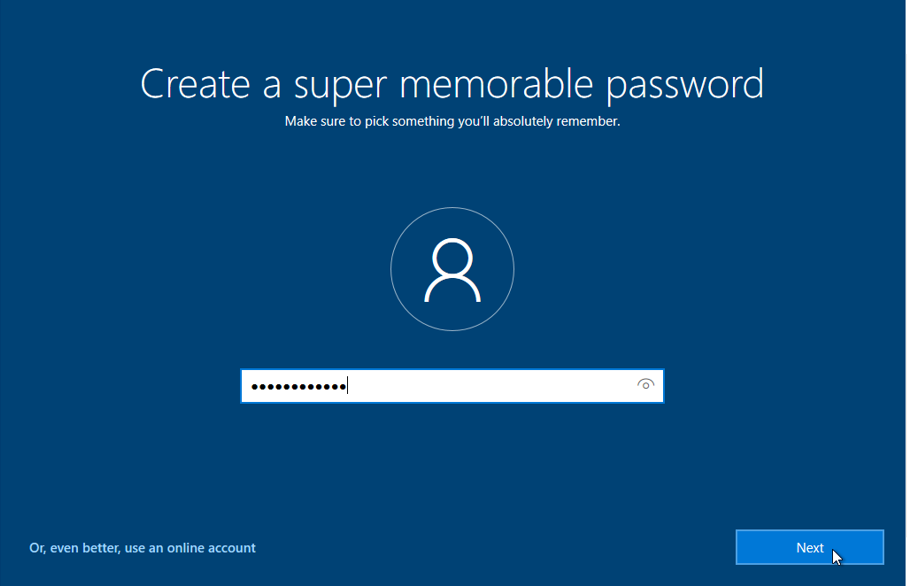 Create a super memorable password
Make sure to pick something you'll absolutely remember.
●●●●●●●●●●●●
Or, even better, use an online account
Next